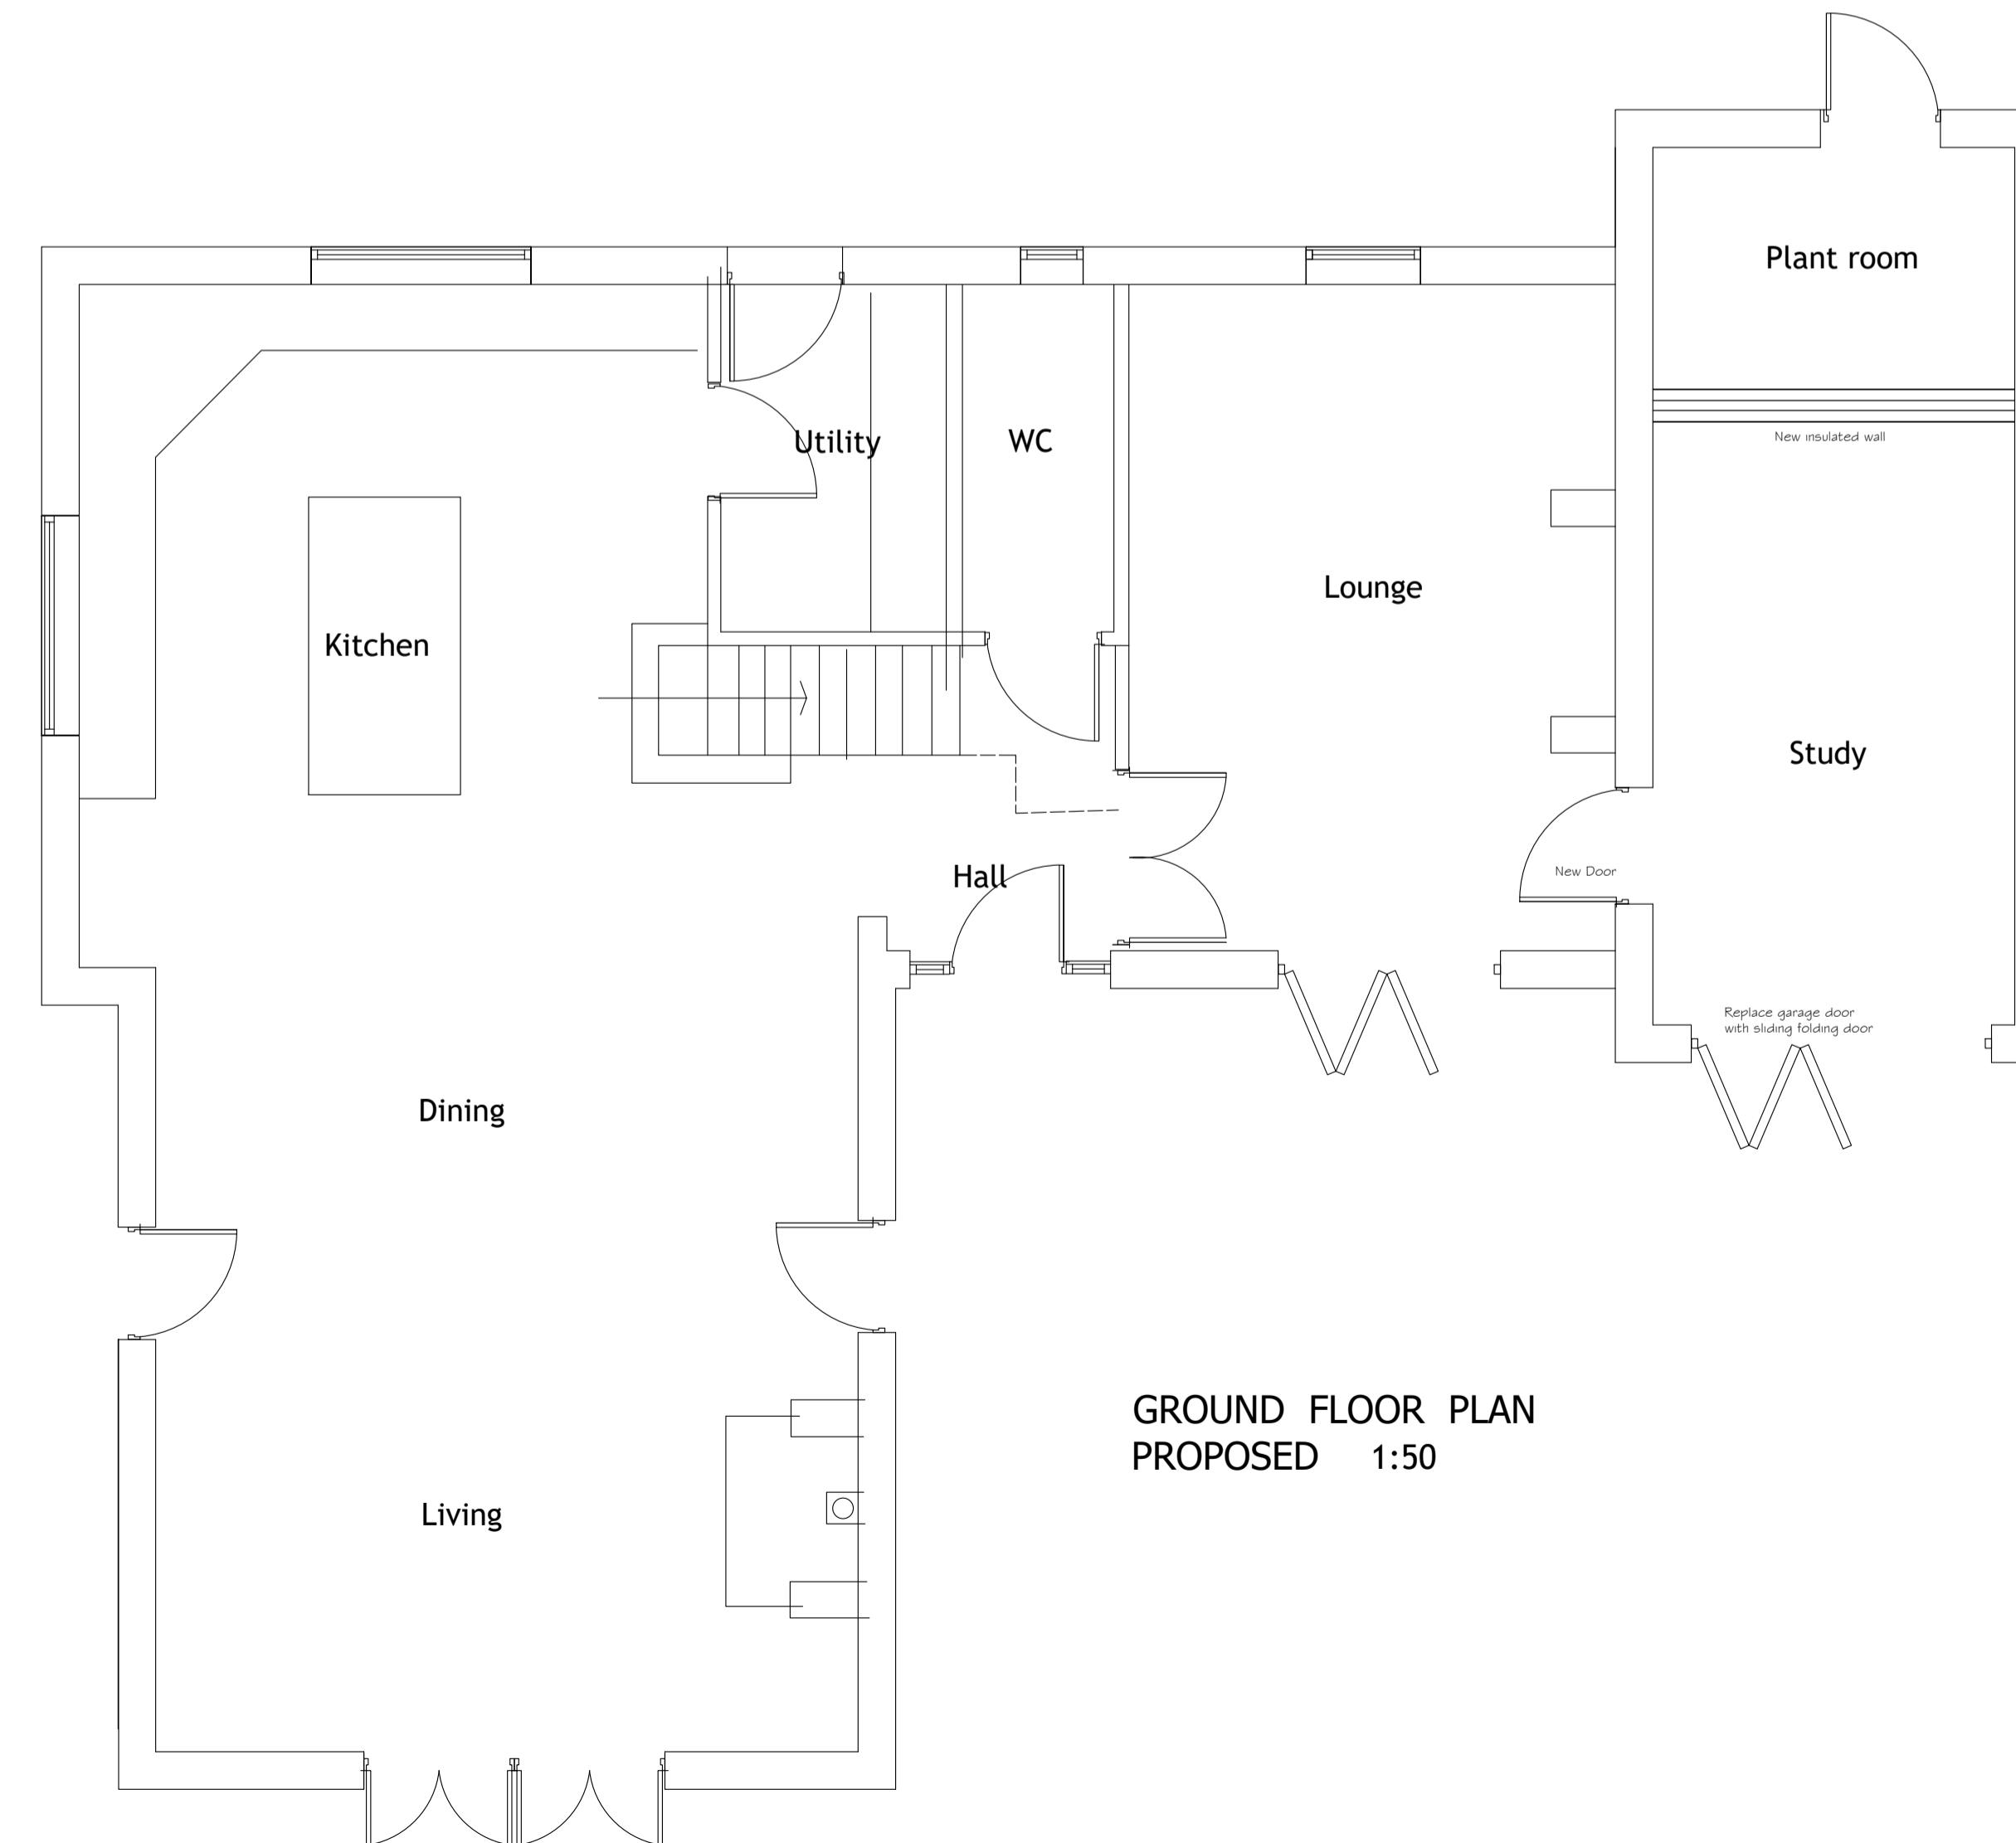 Plant room
New insulated wall
Utility
WC
Lounge
Kitchen
Study
New Door
Hall
Replace garage door
with sliding folding door
Dining
GROUND FLOOR PLAN
PROPOSED 1:50
Living